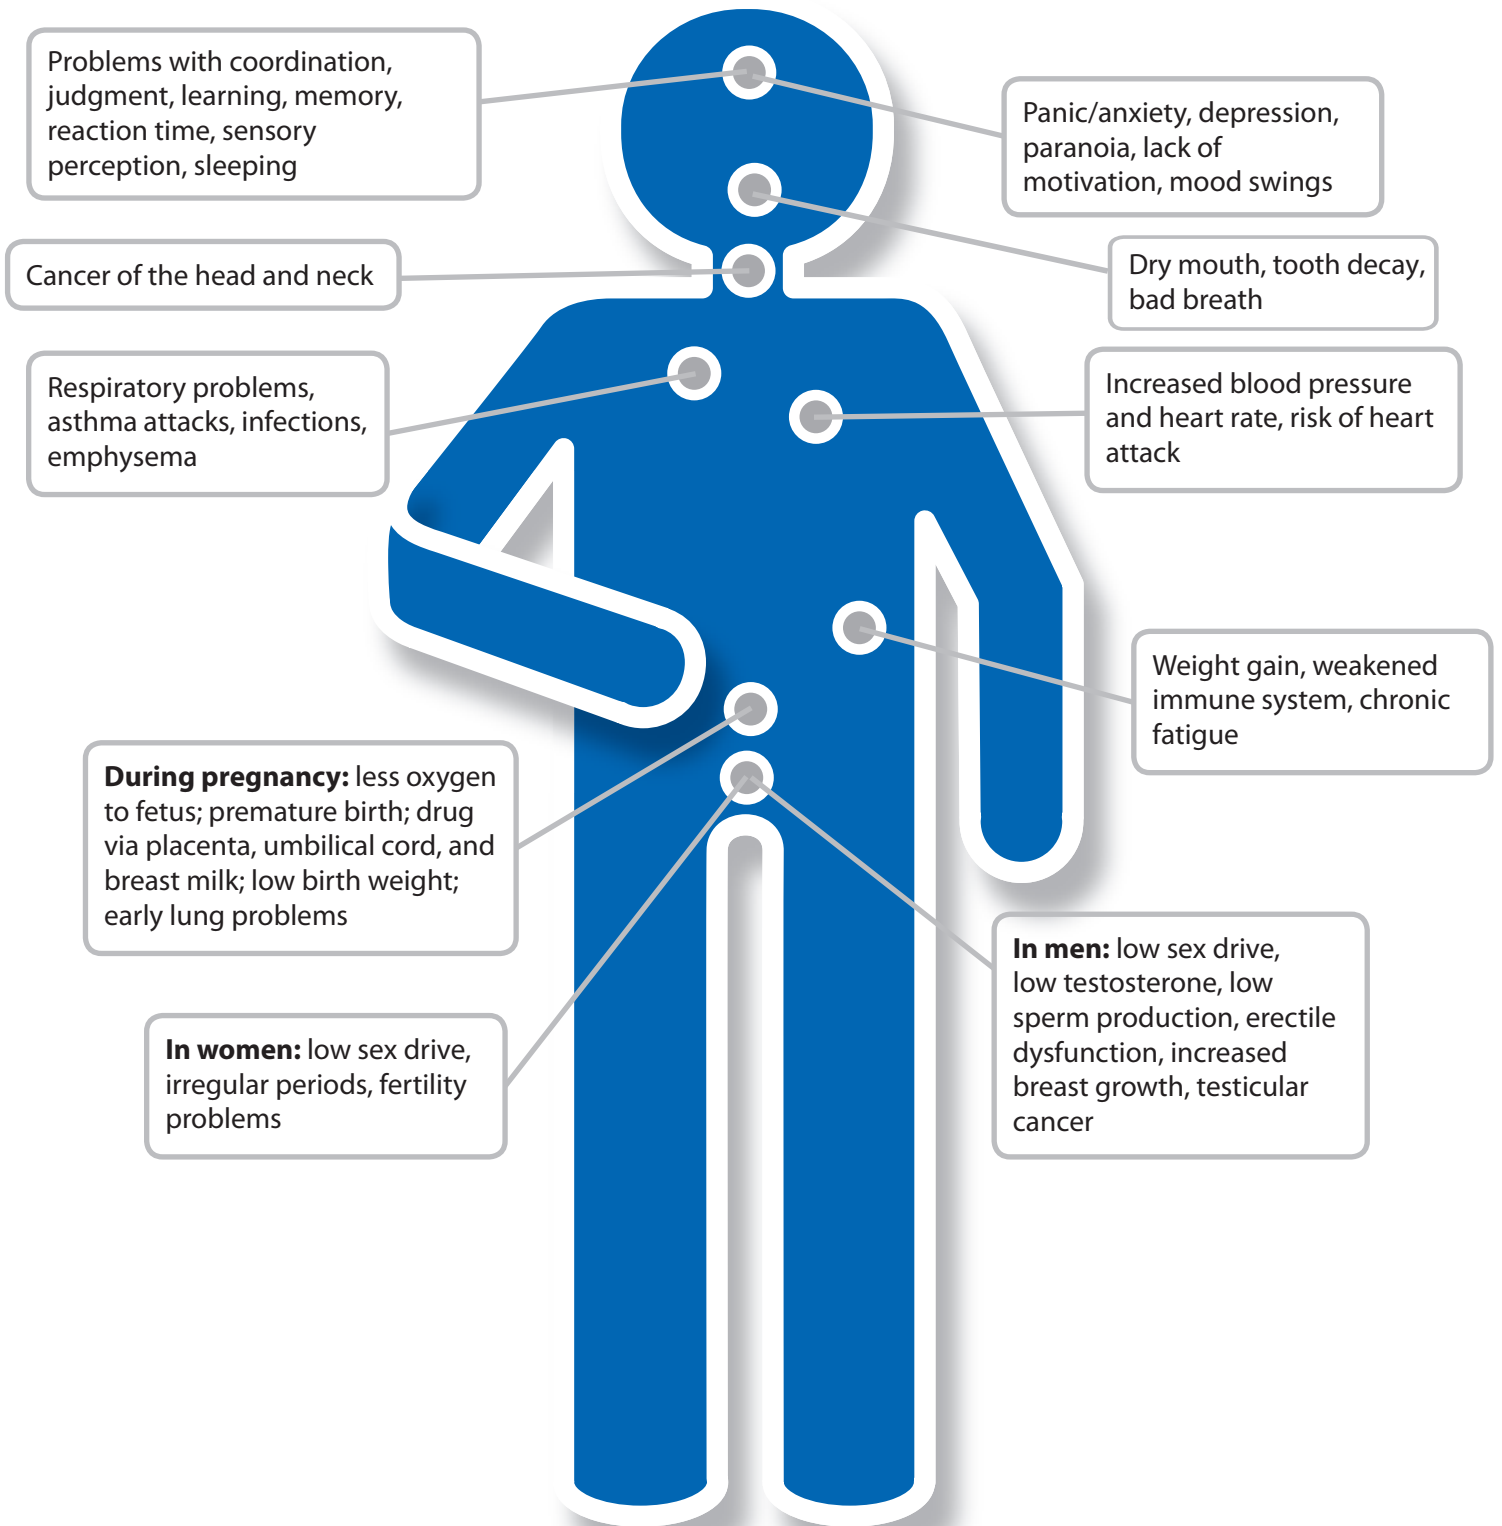 Problems with coordination,
judgment, learning, memory,
reaction time, sensory
perception, sleeping
Panic/anxiety, depression,
paranoia, lack of
motivation, mood swings
Cancer of the head and neck
Dry mouth, tooth decay,
bad breath
Respiratory problems,
asthma attacks, infections,
emphysema
Increased blood pressure
and heart rate, risk of heart
attack
Weight gain, weakened
immune system, chronic
fatigue
During pregnancy: less oxygen
to fetus; premature birth; drug
via placenta, umbilical cord, and
breast milk; low birth weight;
early lung problems
In men: low sex drive,
low testosterone, low
sperm production, erectile
dysfunction, increased
breast growth, testicular
cancer
In women: low sex drive,
irregular periods, fertility
problems